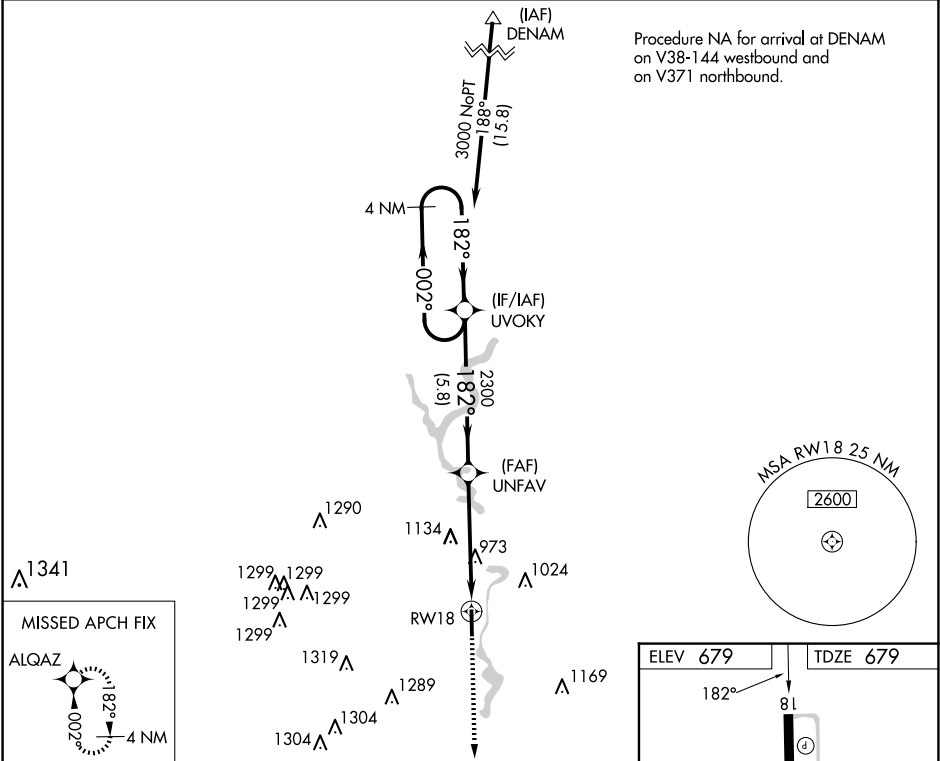 (IAF)
DENAM
Procedure NA for arrival at DENAM
on V38-144 westbound and
on V371 northbound.
3000 NoPT
188°
(15.8)
4 NM
182°
002°
(IF/IAF)
UVOKY
2300
182°
(5.8)
(FAF)
UNFAV
MSA RW18 25 NM
2600
1290
1134
973
1341
1299
1299
1024
1299
1299
1299
RW18
MISSED APCH FIX
ALQAZ
182°
002°
4 NM
1319
1289
1169
1304
1304
ELEV 679
TDZE 679
182°
18
P